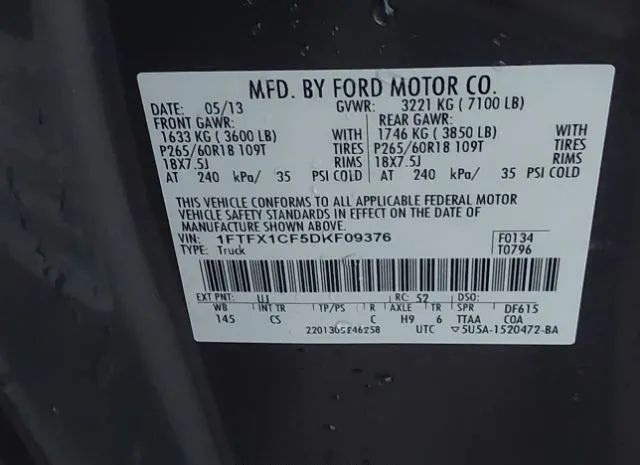 MFD. BY FORD MOTOR CO.
DATE: 05/13 GVWR: 3221 KG ( 7100 LB)
FRONT GAWR: REAR GAWR:
1633 KG ( 3600 LB) WITH 1746 KG ( 3850 LB) WITH
P265/60R18 109T TIRES P265/60R18 109T TIRES
18X7.5J RIMS 18X7.5J RIMS
AT 240 kPa/ 35 PSI COLD AT 240 kPa/ 35 PSI COLD
THIS VEHICLE CONFORMS TO ALL APPLICABLE FEDERAL MOTOR
VEHICLE SAFETY STANDARDS IN EFFECT ON THE DATE OF
MANUFACTURE SHOWN ABOVE.
VIN: 1FTFX1CF5DKF09376 F0134
TYPE: Truck T0796
EXT PNT: UJ RC: 52 DSO:
WB INT TR TP/PS R AXLE TR SPR DF615
145 CS C H9 6 TTAA COA
UTC ▽5USA-1520472-BA